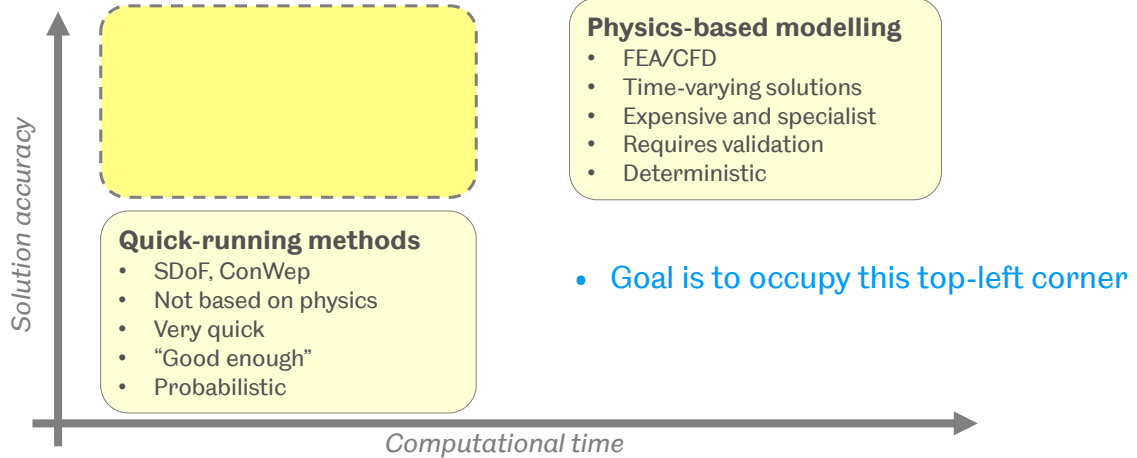 Physics-based modelling
• FEA/CFD
• Time-varying solutions
• Expensive and specialist
• Requires validation
• Deterministic
Solution accuracy
Quick-running methods
• SDoF, ConWep
• Not based on physics
• Very quick
• “Good enough”
• Probabilistic
• Goal is to occupy this top-left corner
Computational time